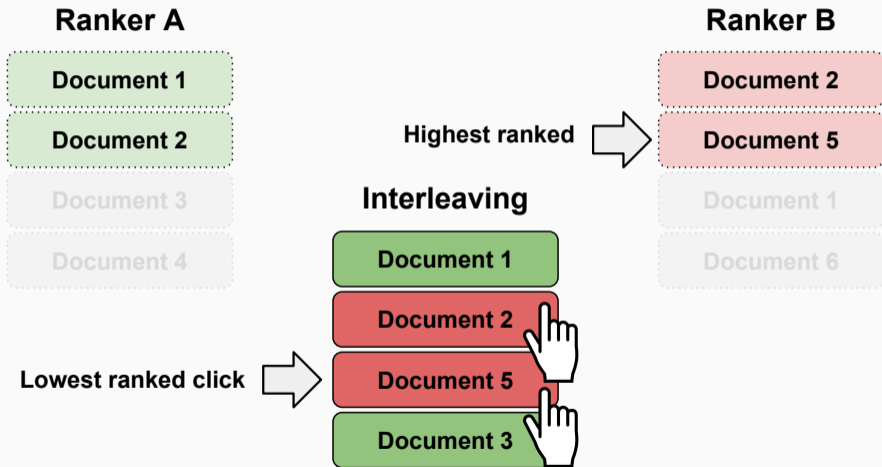 Ranker A
Document 1
Document 2
Document 3
Document 4
Ranker B
Document 2
Document 5
Document 1
Document 6
Highest ranked
Interleaving
Document 1
Document 2
Document 5
Document 3
Lowest ranked click